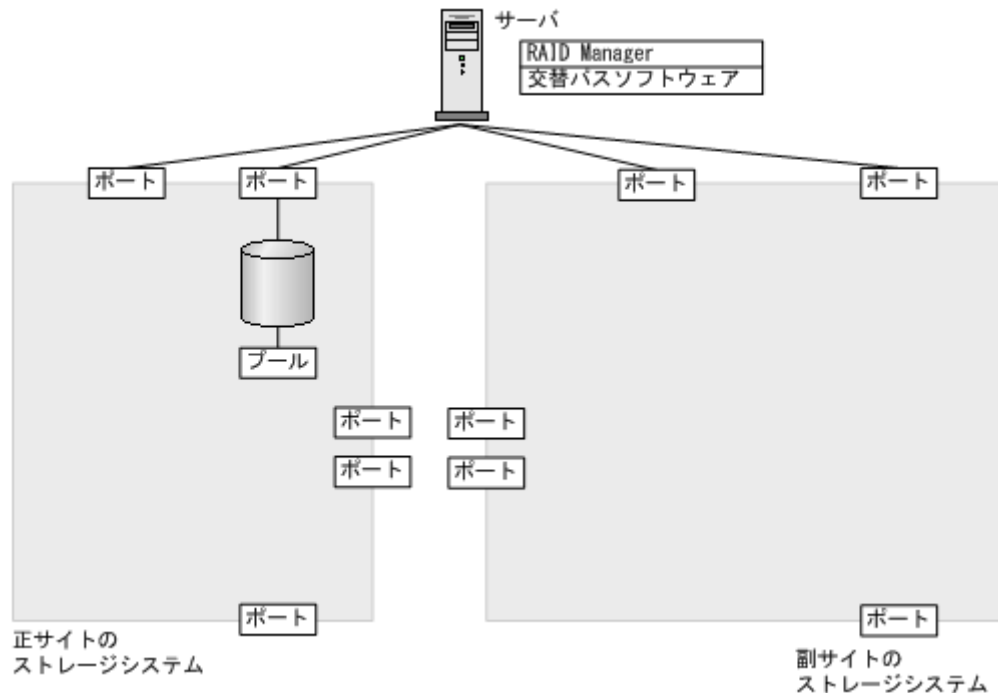 サーバ
RAID Manager
交替パスソフトウェア
ポート
ポート
ポート
ポート
プール
ポート
ポート
ポート
ポート
ポート
ポート
正サイトの
ストレージシステム
副サイトの
ストレージシステム